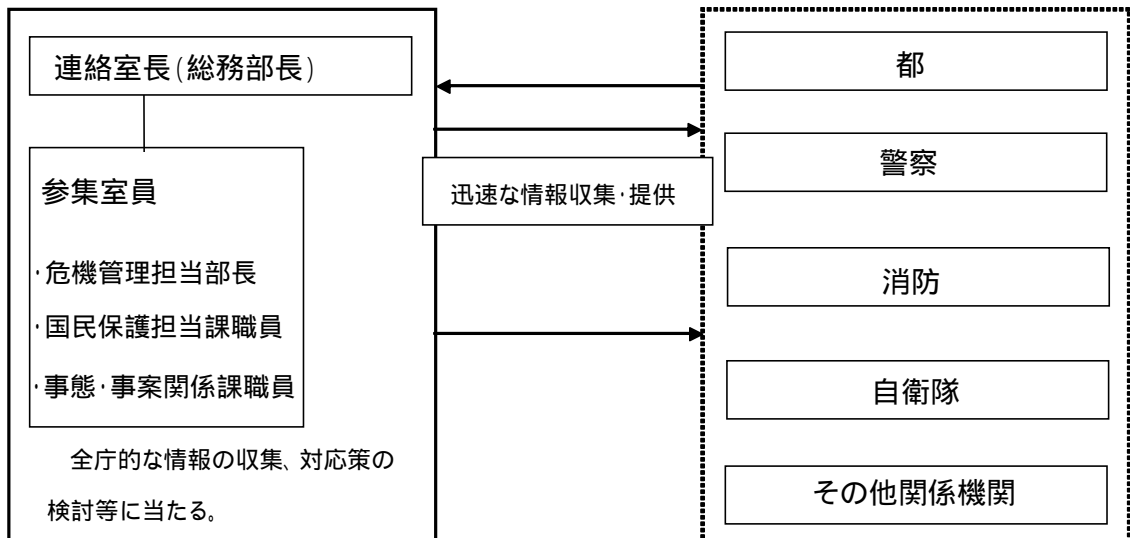 連絡室長(総務部長)
参集室員
·危機管理担当部長
·国民保護担当課職員
·事態·事案関係課職員
全庁的な情報の収集、対応策の
検討等に当たる。
迅速な情報収集·提供
都
警察
消防
自衛隊
その他関係機関